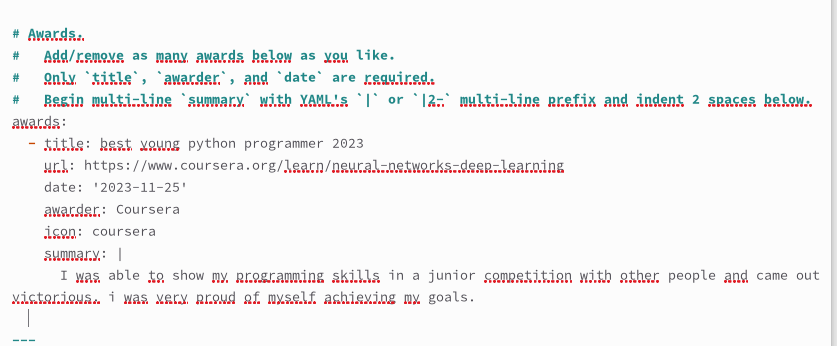 # Awards.
#   Add/remove as many awards below as you like.
#   Only `title`, `awarder`, and `date` are required.
#   Begin multi-line `summary` with YAML's `|` or `|2-` multi-line prefix and indent 2 spaces below.
awards:
  - title: best young python programmer 2023
    url: https://www.coursera.org/learn/neural-networks-deep-learning
    date: '2023-11-25'
    awarder: Coursera
    icon: coursera
    summary: |
      I was able to show my programming skills in a junior competition with other people and came out
victorious. i was very proud of myself achieving my goals.
---